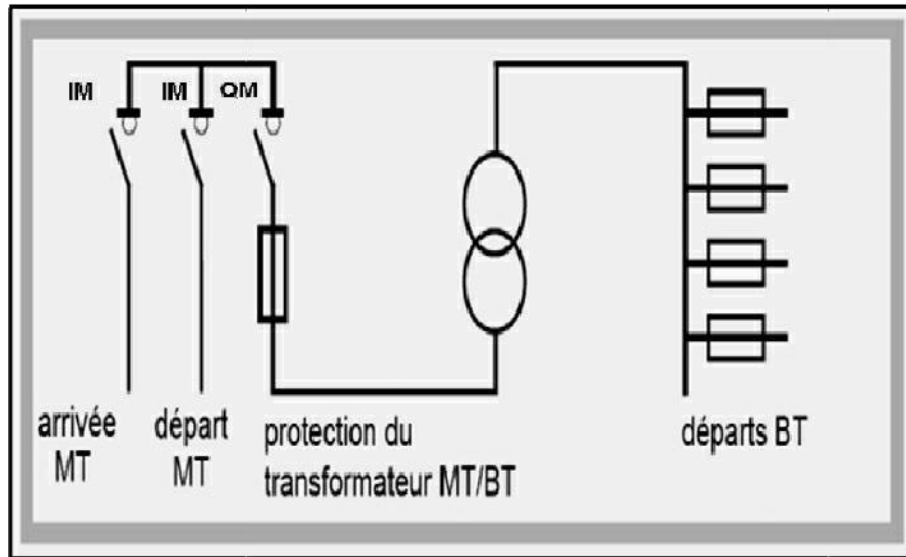 IM IM QM
arrivée MT
départ MT
protection du
transformateur MT/BT
départs BT